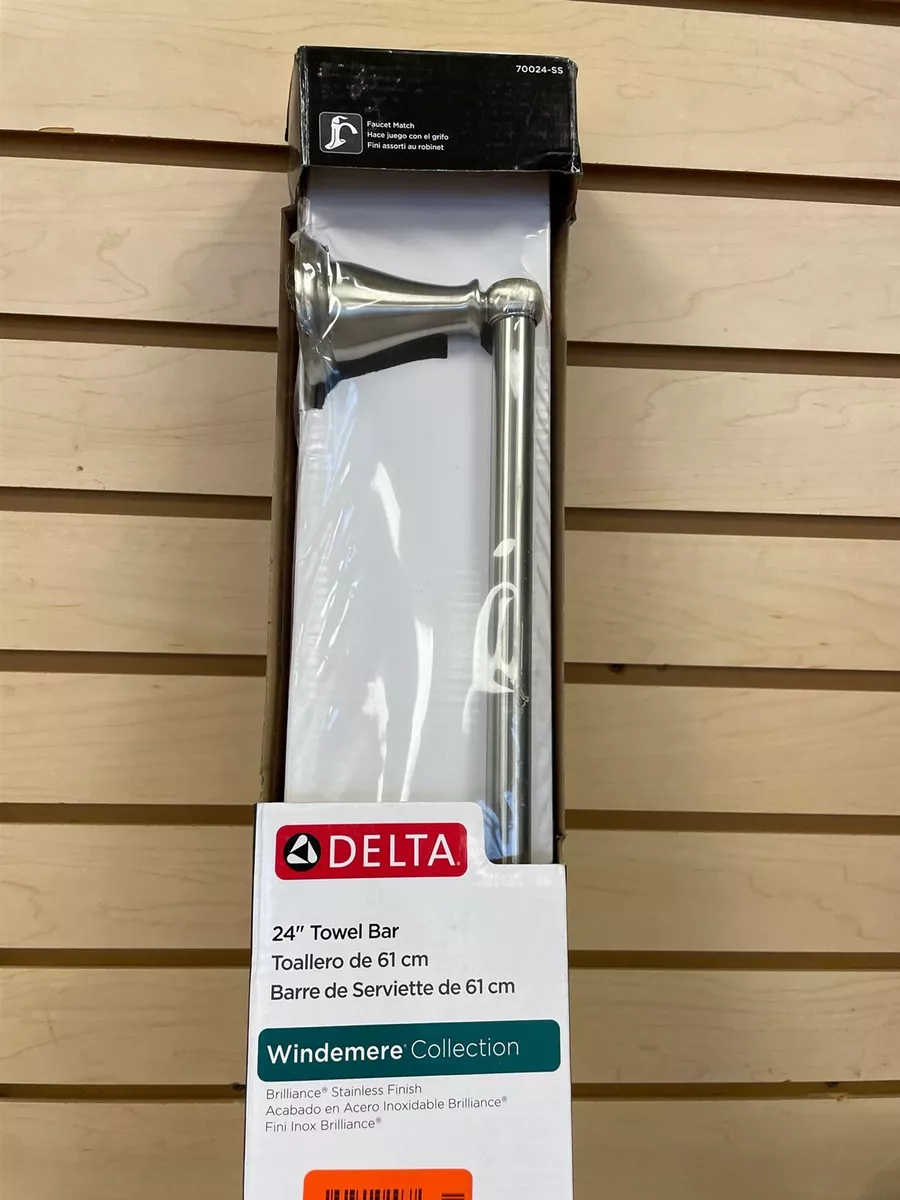 70024-SS
Faucet Match
Hace juego con el grifo
Fini assorti au robinet
DELTA®
24" Towel Bar
Toallero de 61 cm
Barre de Serviette de 61 cm
Windemere® Collection
Brilliance® Stainless Finish
Acabado en Acero Inoxidable Brilliance®
Fini Inox Brilliance®